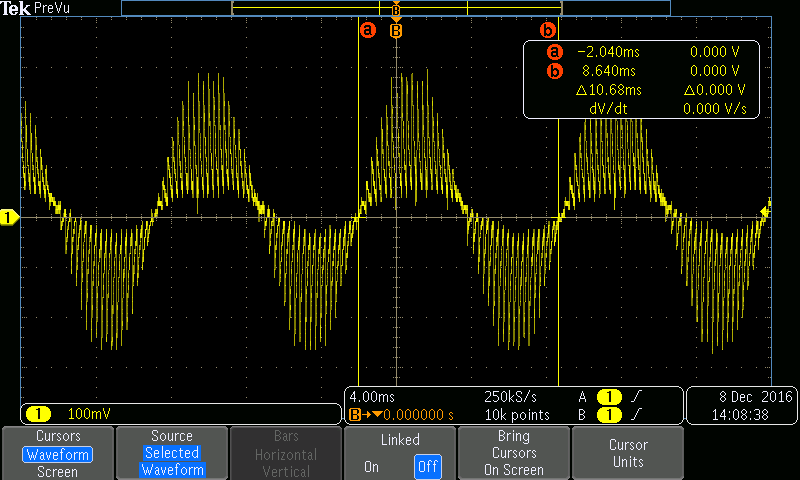 Tek PreVu
B
a B b
a -2.040ms 0.000 V
b 8.640ms 0.000 V
△10.68ms △0.000 V
dV/dt 0.000 V/s
1
1 100mV
4.00ms 250kS/s A 1
B 0.000000 s 10k points B 1
8 Dec 2016
14:08:38
Cursors
Waveform
Screen
Source
Selected
Waveform
Bars
Horizontal
Vertical
Linked
On Off
Bring
Cursors
On Screen
Cursor
Units